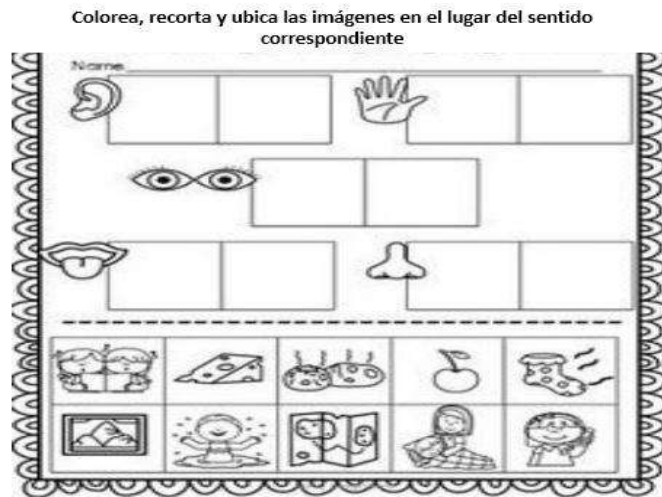 Colorea, recorta y ubica las imágenes en el lugar del sentido
correspondiente
Name